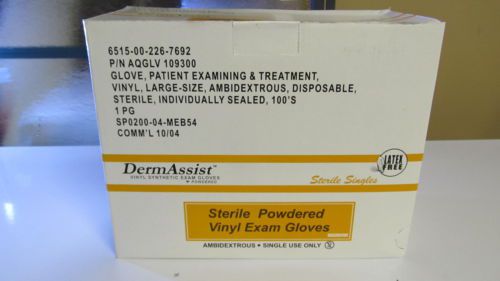 6515-00-226-7692
P/N AQGLV 109300
GLOVE, PATIENT EXAMINING & TREATMENT,
VINYL, LARGE-SIZE, AMBIDEXTROUS, DISPOSABLE,
STERILE, INDIVIDUALLY SEALED, 100'S
1 PG
SP0200-04-MEB54
COMM'L 10/04
LATEX
FREE
DermAssist
VINYL SYNTHETIC EXAM GLOVES
POWDERED
Sterile Singles
Sterile Powdered
Vinyl Exam Gloves
AMBIDEXTROUS • SINGLE USE ONLY